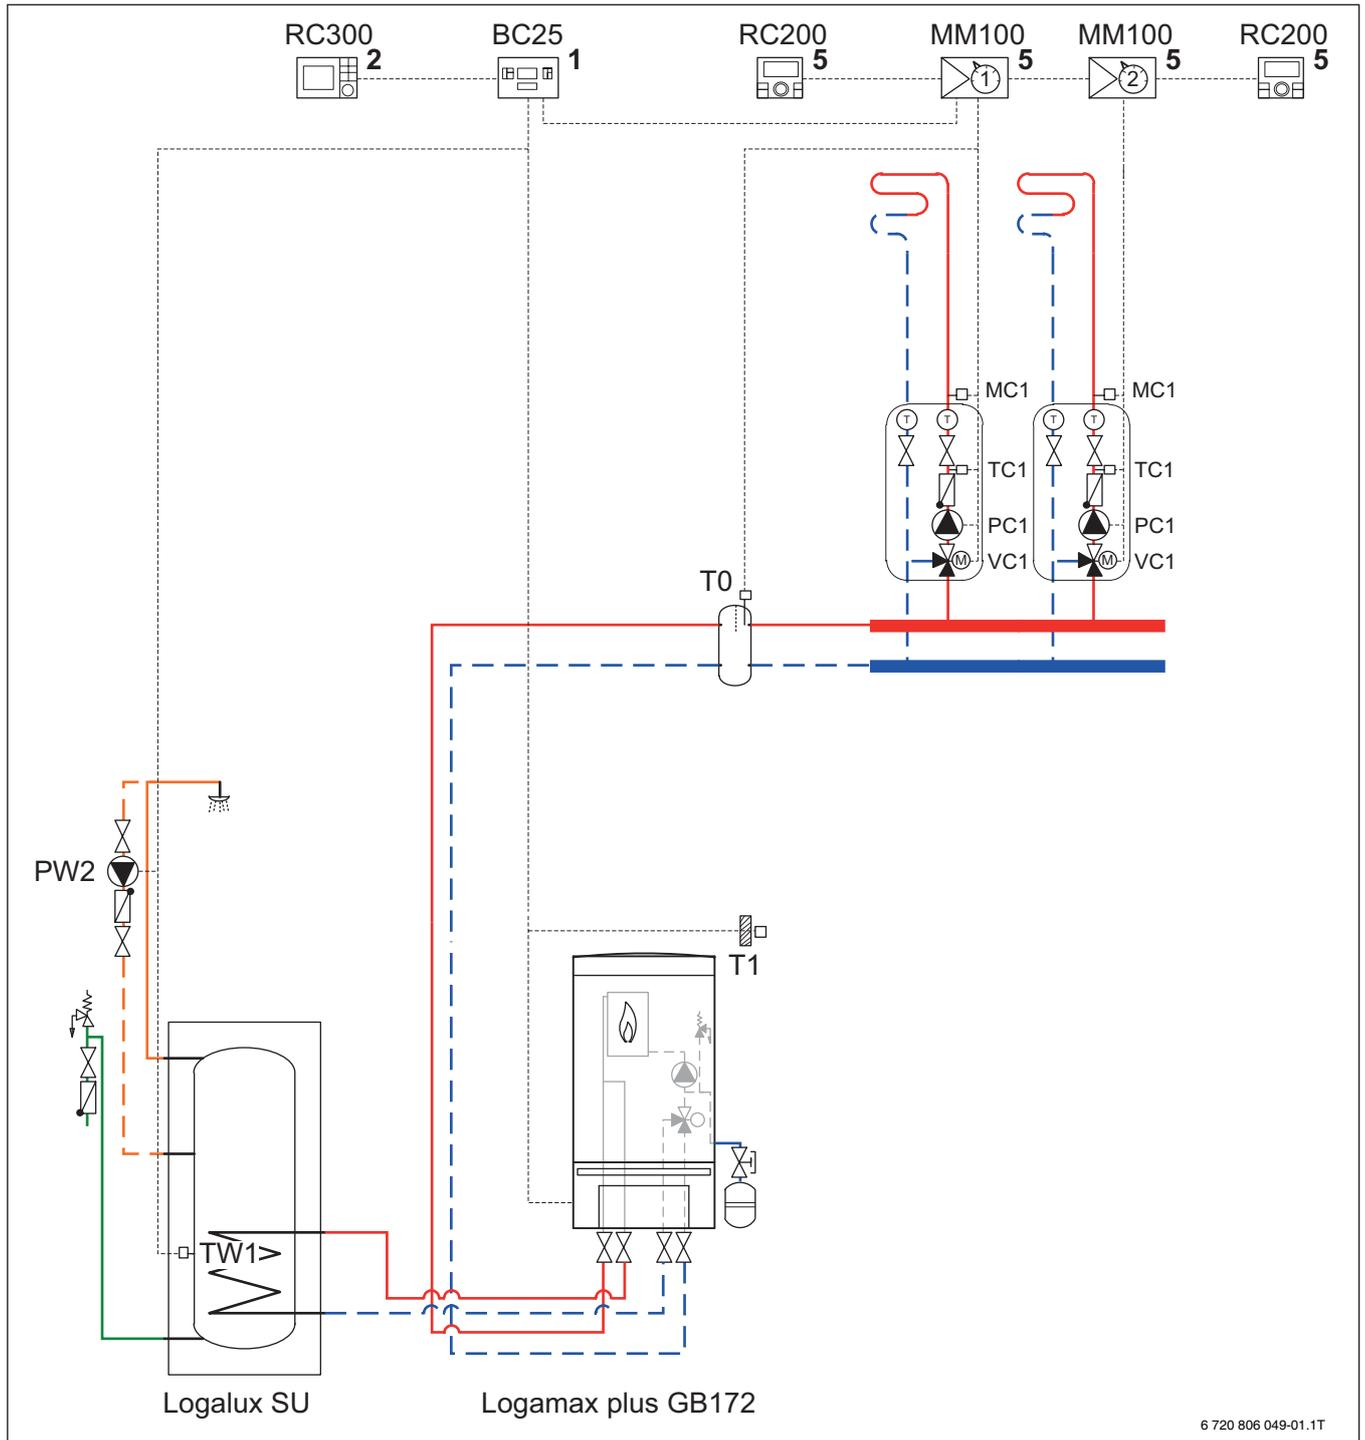 RC300 2
BC25 1
RC200 5
MM100 5
1
MM100 5
2
RC200 5
MC1
MC1
T T
T T
TC1
TC1
PC1
PC1
M VC1
M VC1
T0
PW2
T1
TW1
Logalux SU
Logamax plus GB172
6 720 806 049-01.1T